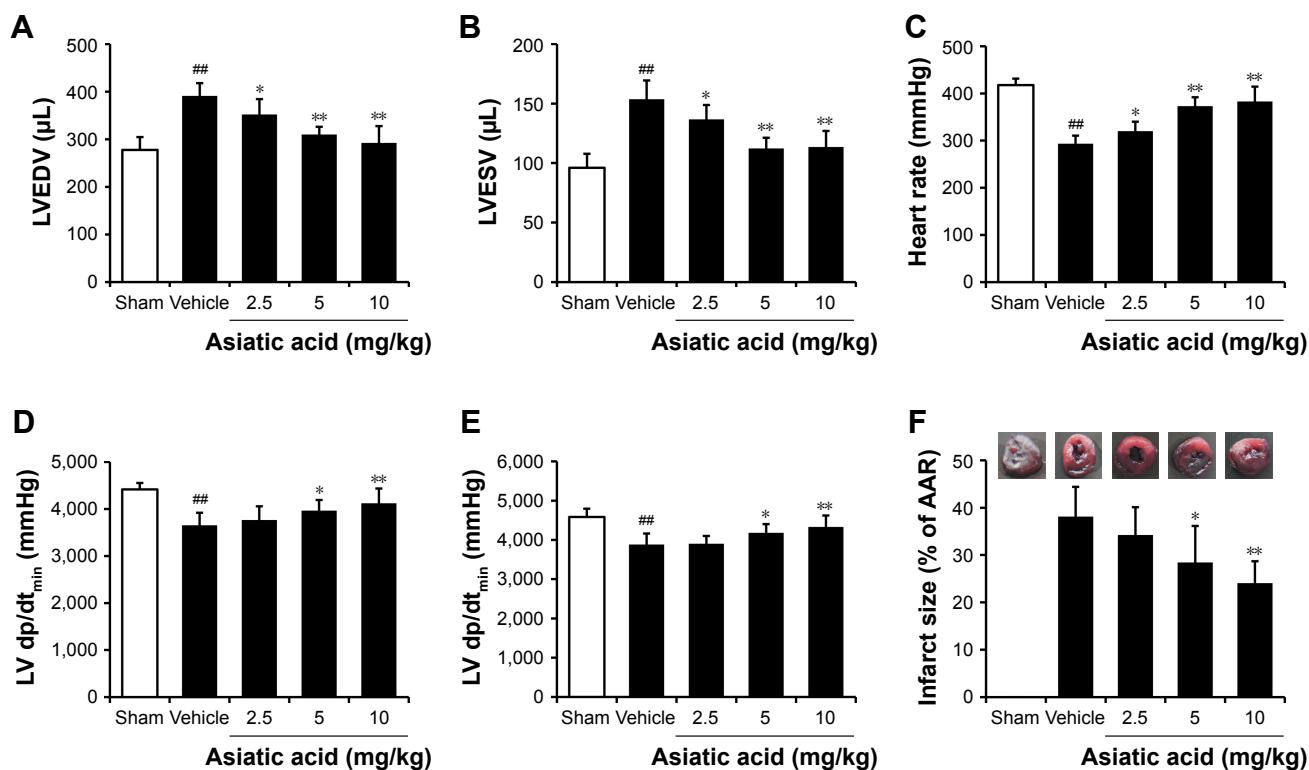 A
LVEDV (µL)
500
400
300
200
100
0
##
*
**
**
Sham Vehicle 2.5 5 10
Asiatic acid (mg/kg)
B
LVESV (µL)
200
150
100
50
0
##
*
**
**
Sham Vehicle 2.5 5 10
Asiatic acid (mg/kg)
C
Heart rate (mmHg)
500
400
300
200
100
0
##
*
**
**
Sham Vehicle 2.5 5 10
Asiatic acid (mg/kg)
D
LV dp/dtmin (mmHg)
5,000
4,000
3,000
2,000
1,000
0
##
*
**
Sham Vehicle 2.5 5 10
Asiatic acid (mg/kg)
E
LV dp/dtmin (mmHg)
6,000
5,000
4,000
3,000
2,000
1,000
0
##
*
**
Sham Vehicle 2.5 5 10
Asiatic acid (mg/kg)
F
Infarct size (% of AAR)
50
40
30
20
10
0
*
**
Sham Vehicle 2.5 5 10
Asiatic acid (mg/kg)